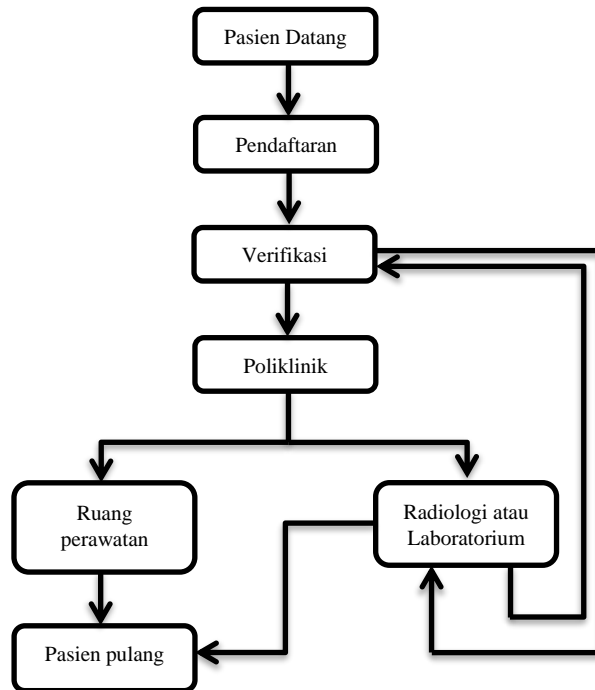 Pasien Datang
Pendaftaran
Verifikasi
Poliklinik
Ruang
perawatan
Radiologi atau
Laboratorium
Pasien pulang